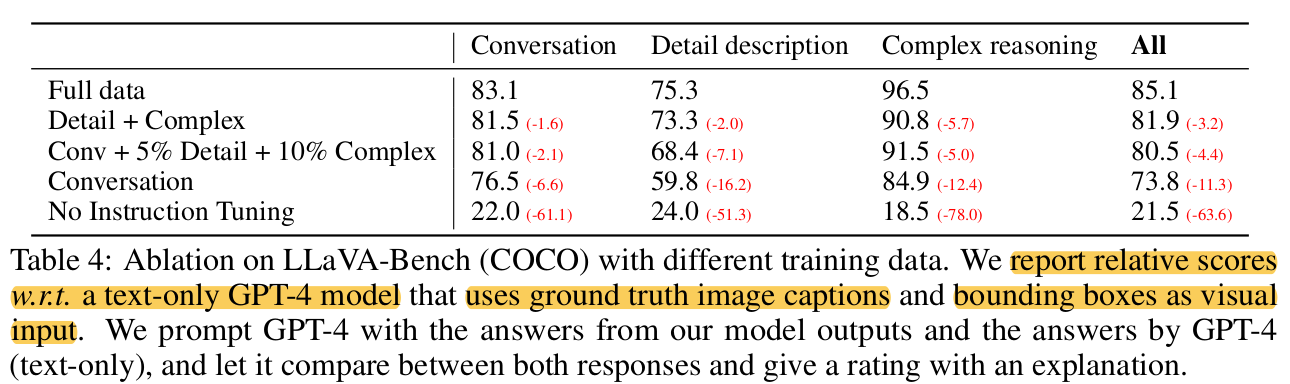 Conversation Detail description Complex reasoning All
Full data 83.1 75.3 96.5 85.1
Detail + Complex 81.5 (-1.6) 73.3 (-2.0) 90.8 (-5.7) 81.9 (-3.2)
Conv + 5% Detail + 10% Complex 81.0 (-2.1) 68.4 (-7.1) 91.5 (-5.0) 80.5 (-4.4)
Conversation 76.5 (-6.6) 59.8 (-16.2) 84.9 (-12.4) 73.8 (-11.3)
No Instruction Tuning 22.0 (-61.1) 24.0 (-51.3) 18.5 (-78.0) 21.5 (-63.6)
Table 4: Ablation on LLaVA-Bench (COCO) with different training data. We report relative scores
w.r.t. a text-only GPT-4 model that uses ground truth image captions and bounding boxes as visual
input. We prompt GPT-4 with the answers from our model outputs and the answers by GPT-4
(text-only), and let it compare between both responses and give a rating with an explanation.